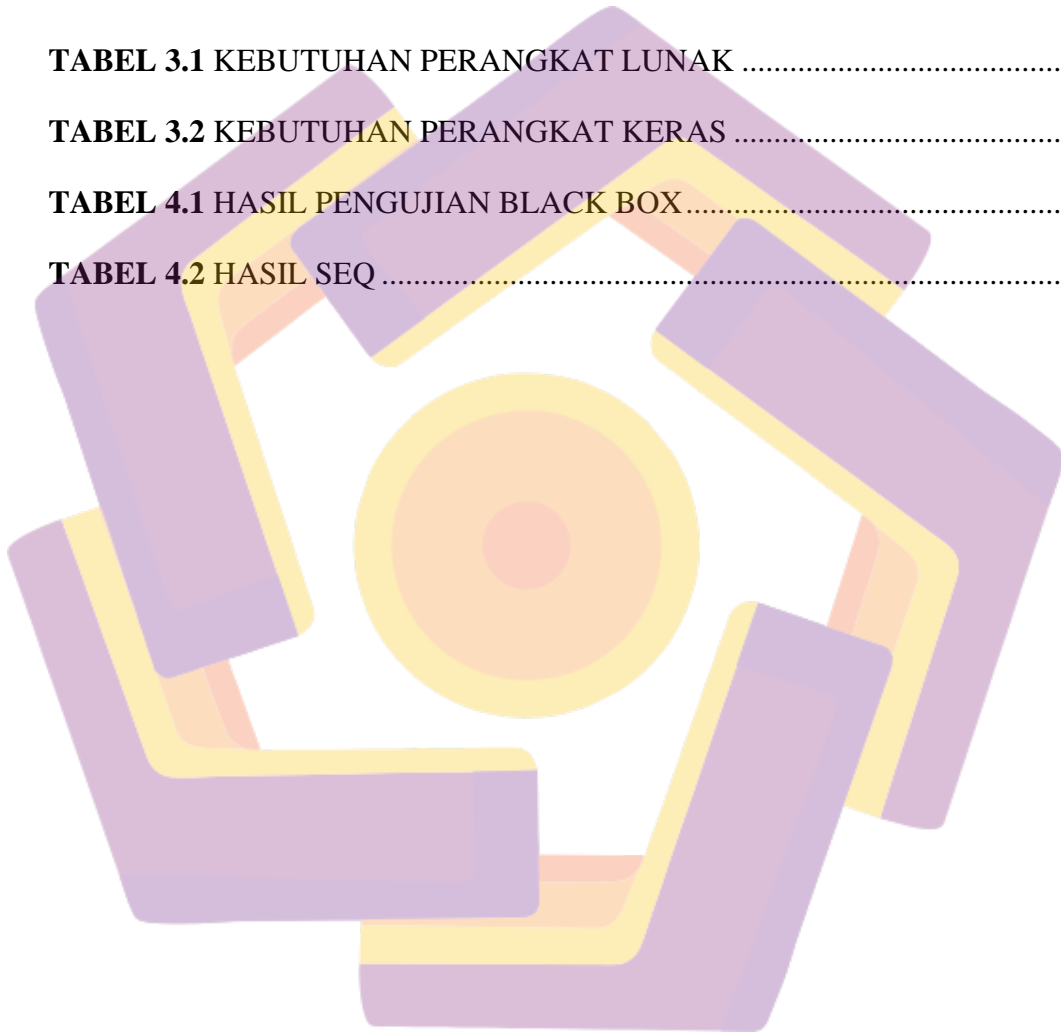 TABEL 3.1 KEBUTUHAN PERANGKAT LUNAK .......................................
TABEL 3.2 KEBUTUHAN PERANGKAT KERAS ........................................
TABEL 4.1 HASIL PENGUJIAN BLACK BOX..............................................
TABEL 4.2 HASIL SEQ ....................................................................................